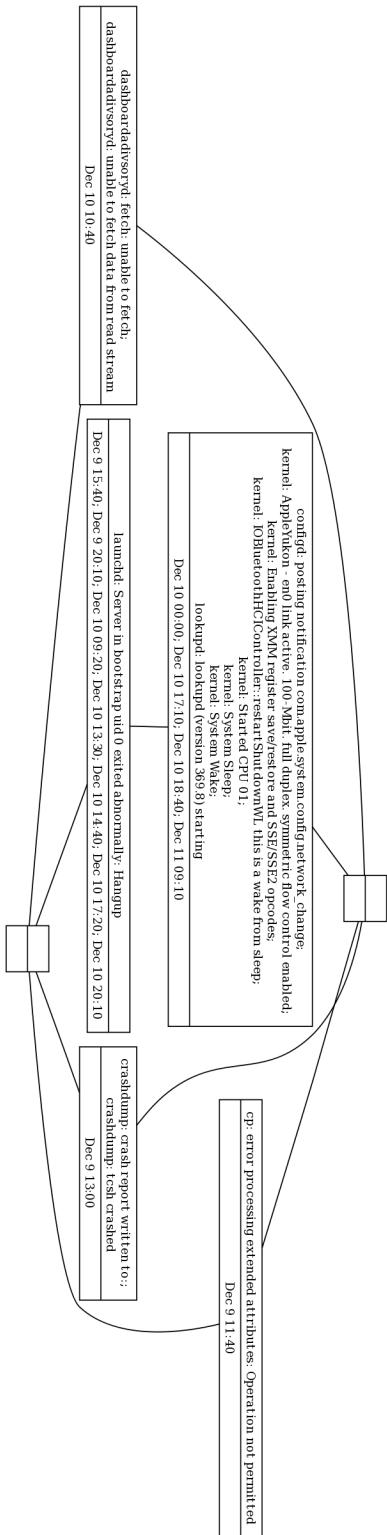 dashboardadivsoryd: fetch: unable to fetch;
dashboardadivsoryd: unable to fetch data from read stream
Dec 10 10:40
configd: posting notification com.apple.system.config.network_change;
kernel: AppleYukon - en0 link active. 100-Mbit. full duplex. symmetric flow control enabled;
kernel: Enabling XMM register save/restore and SSE/SSE2 opcodes;
kernel: IOBluetoothHCIController::restartShutdownWL this is a wake from sleep;
kernel: Started CPU 01;
kernel: System Sleep;
kernel: System Wake;
lookupd: lookupd (version 369.8) starting
Dec 10 00:00; Dec 10 17:10; Dec 10 18:40; Dec 11 09:10
launchd: Server in bootstrap uid 0 exited abnormally: Hangup
Dec 9 15:40; Dec 9 20:10; Dec 10 09:20; Dec 10 13:30; Dec 10 14:40; Dec 10 17:20; Dec 10 20:10
cp: error processing extended attributes: Operation not permitted
Dec 9 11:40
crashdump: crash report written to:;
crashdump: tcsh crashed
Dec 9 13:00